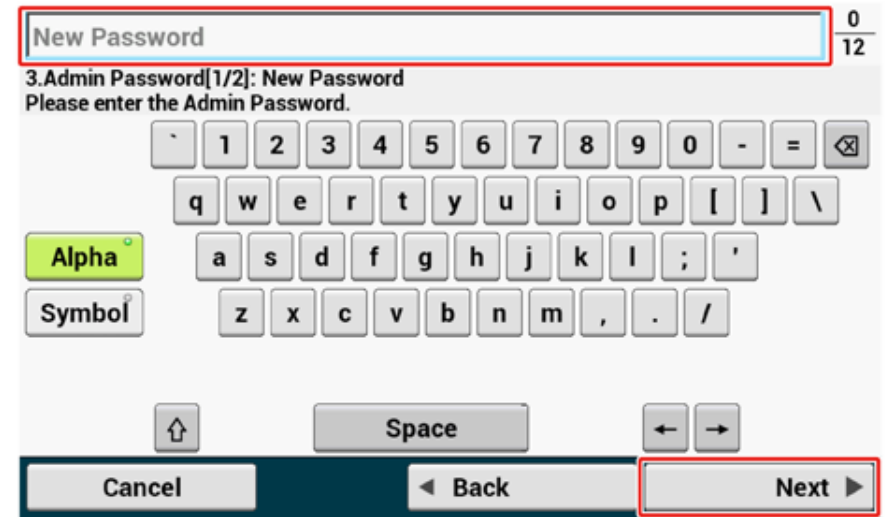 New Password
0
12
3.Admin Password[1/2]: New Password
Please enter the Admin Password.
` 1 2 3 4 5 6 7 8 9 0 - =
q w e r t y u i o p [ ] \
Alpha a s d f g h j k l ; '
Symbol z x c v b n m , . /
Space
Cancel Back Next